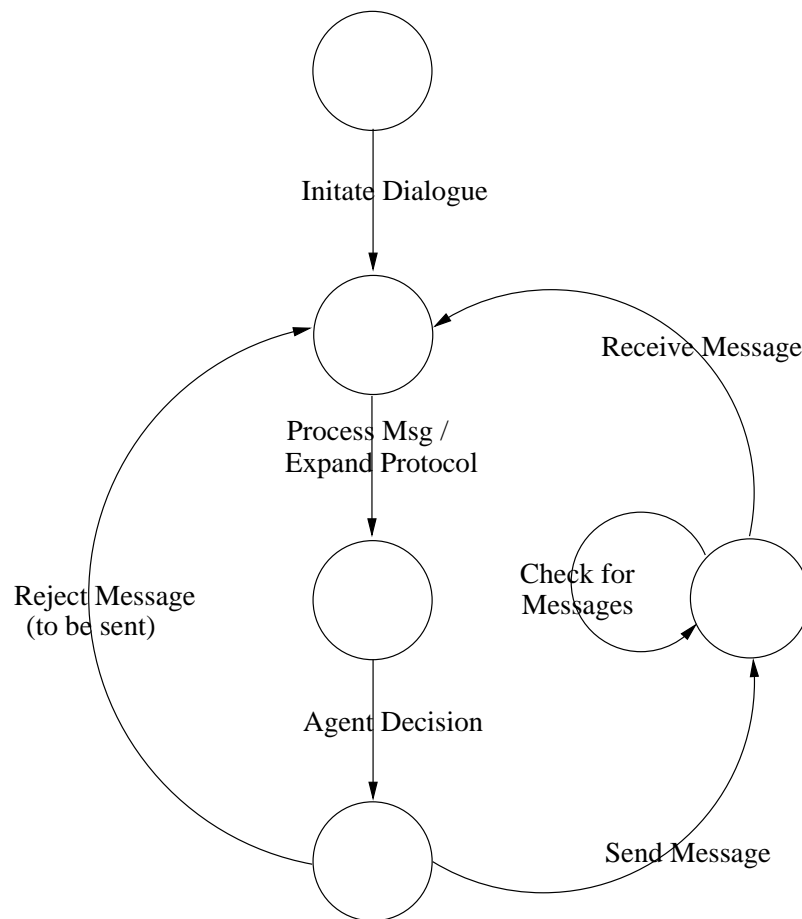 Initate Dialogue
Receive Message
Process Msg /
Expand Protocol
Check for
Messages
Reject Message
(to be sent)
Agent Decision
Send Message